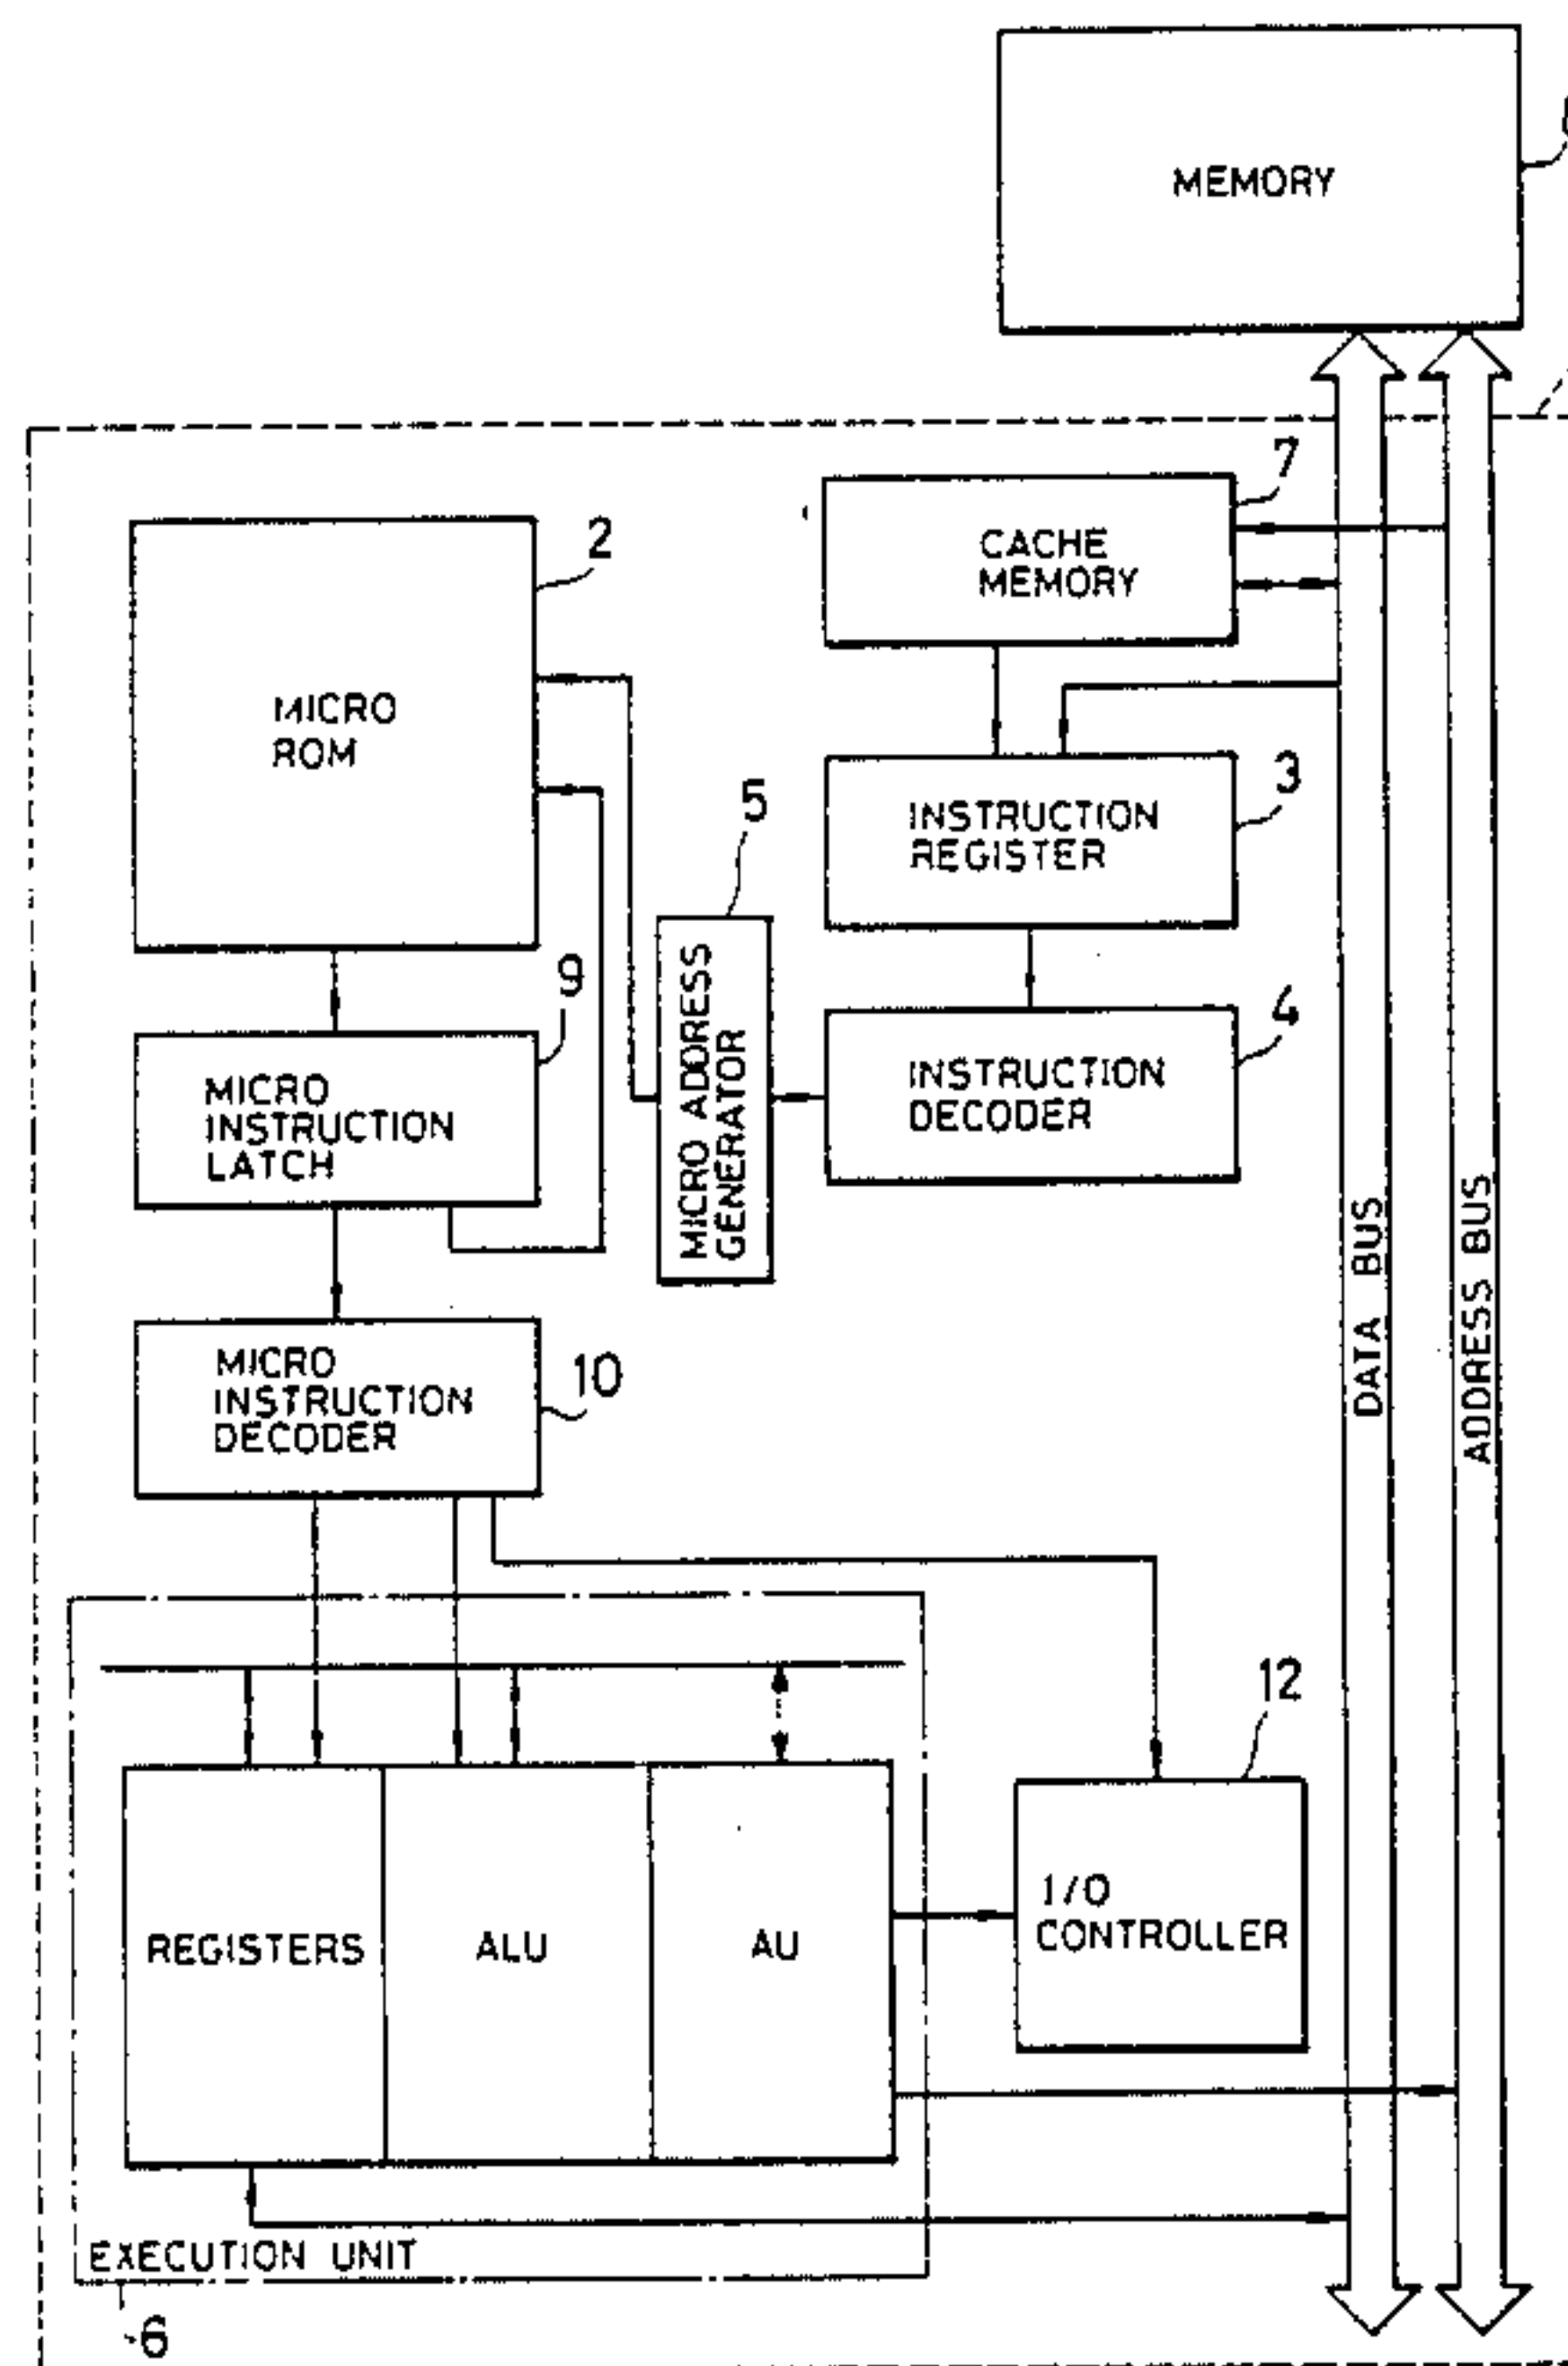 MEMORY
7
CACHE
MEMORY
2
MICRO
ROM
3
INSTRUCTION
REGISTER
5
MICRO ADDRESS
GENERATOR
9
MICRO
INSTRUCTION
LATCH
4
INSTRUCTION
DECODER
DATA BUS
ADDRESS BUS
10
MICRO
INSTRUCTION
DECODER
12
I/O
CONTROLLER
REGISTERS
ALU
AU
EXECUTION UNIT
6